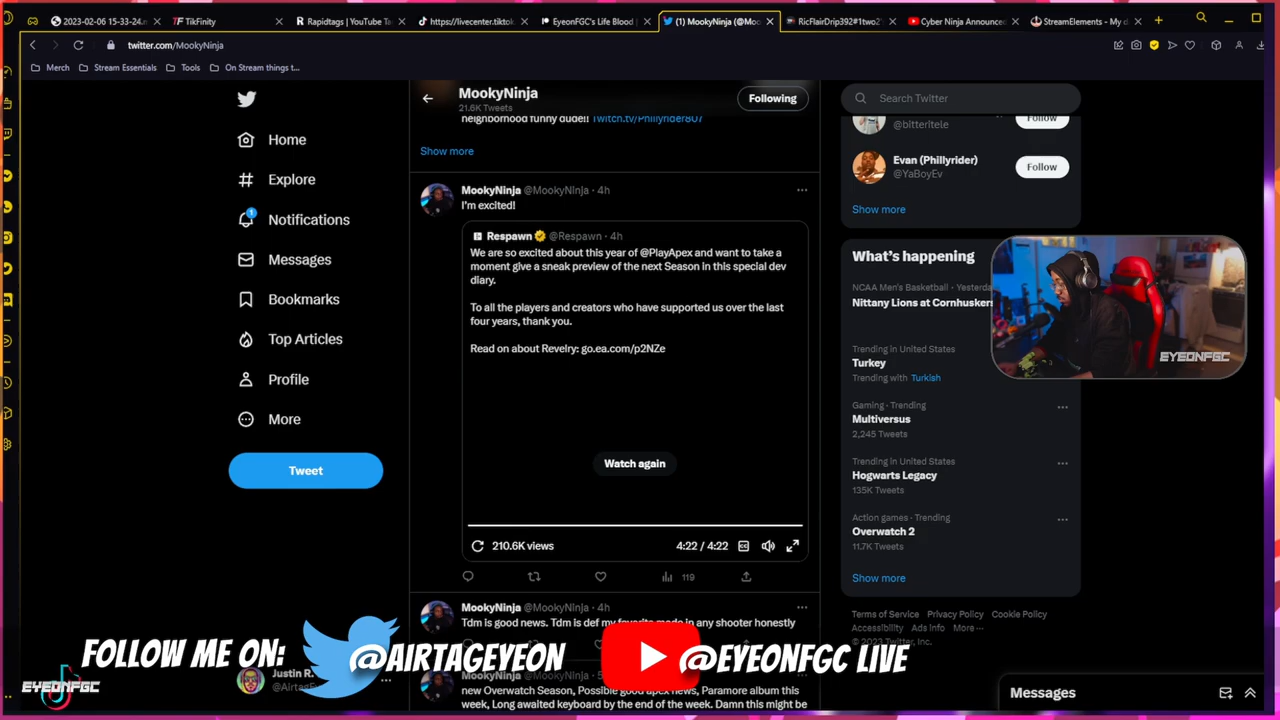 2023-02-06 15-33-24.
TikFinity
Rapidtags | YouTube Ta
https://livecenter.tiktok
EyeonFGC's Life Blood |
(1) MookyNinja (@Moo
RicFlairDrip392#1two2
Cyber Ninja Announce
StreamElements - My d
twitter.com/MookyNinja
Merch
Stream Essentials
Tools
On Stream things t...
Home
Explore
1
Notifications
Messages
Bookmarks
Top Articles
Profile
More
Tweet
Justin R.
MookyNinja
21.6K Tweets
Following
neighborhood funny dude!! Twitch.tv/Phillyrider807
Show more
MookyNinja @MookyNinja · 4h
I'm excited!
Respawn @Respawn · 4h
We are so excited about this year of @PlayApex and want to take a
moment give a sneak preview of the next Season in this special dev
diary.
To all the players and creators who have supported us over the last
four years, thank you.
Read on about Revelry: go.ea.com/p2NZe
Watch again
210.6K views
4:22 / 4:22
CC
119
MookyNinja @MookyNinja · 4h
Tdm is good news. Tdm is def my favorite mode in any shooter honestly
MookyNinja @MookyNinja
new Overwatch Season, Possible good apex news, Paramore album this
week, Long awaited keyboard by the end of the week. Damn this might be
Search Twitter
@bitteritele
Follow
Evan (Phillyrider)
@YaBoyEv
Follow
Show more
What's happening
NCAA Men's Basketball · Yesterda
Nittany Lions at Cornhuskers
Trending in United States
Turkey
Trending with Turkish
Gaming · Trending
Multiversus
2,245 Tweets
Trending in United States
Hogwarts Legacy
135K Tweets
Action games · Trending
Overwatch 2
11.7K Tweets
Show more
Terms of Service Privacy Policy Cookie Policy
Accessibility Ads info More ...
© 2023 Twitter, Inc.
Messages
EYEONFGC
FOLLOW ME ON:
@AIRTAGEYEON
@EYEONFGC LIVE
EYEONFGC